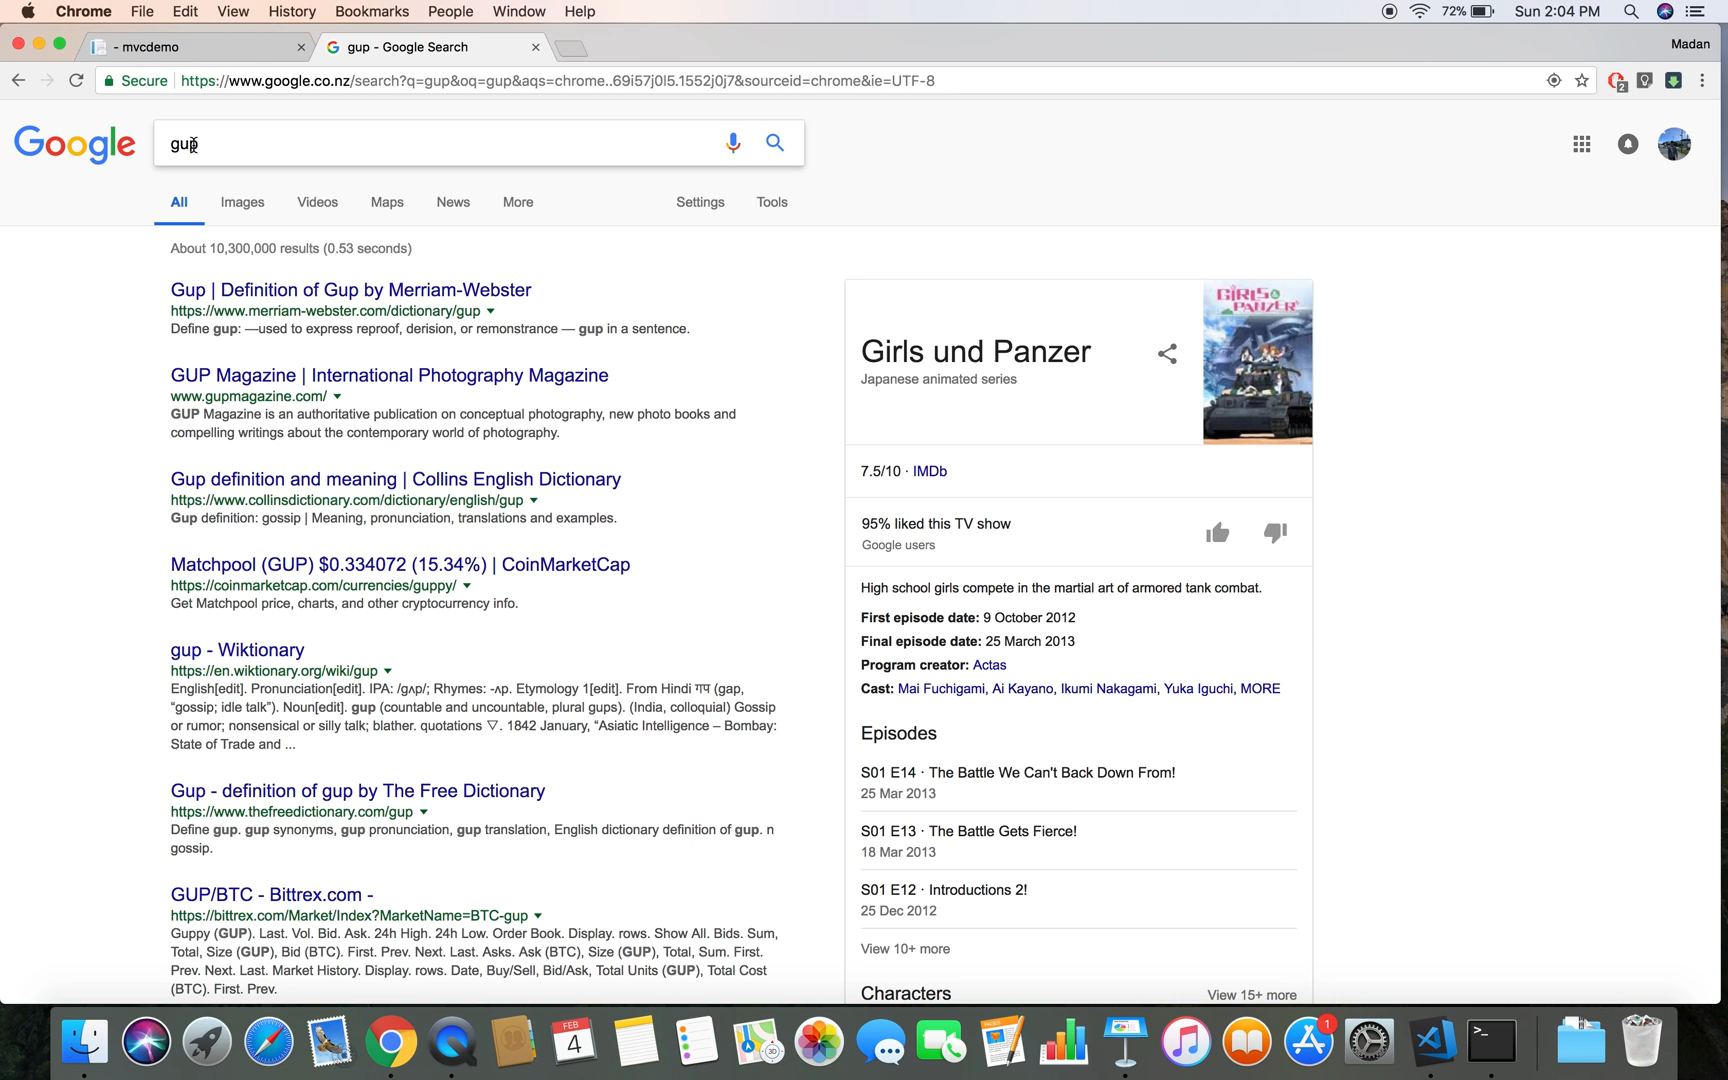 Chrome File Edit View History Bookmarks People Window Help 72% Sun 2:04 PM
- mvcdemo gup - Google Search Madan
Secure https://www.google.co.nz/search?q=gup&oq=gup&aqs=chrome..69i57j0l5.1552j0j7&sourceid=chrome&ie=UTF-8 2
Google gup
All Images Videos Maps News More Settings Tools
About 10,300,000 results (0.53 seconds)
Gup | Definition of Gup by Merriam-Webster
https://www.merriam-webster.com/dictionary/gup
Define gup: —used to express reproof, derision, or remonstrance — gup in a sentence.
GUP Magazine | International Photography Magazine
www.gupmagazine.com/
GUP Magazine is an authoritative publication on conceptual photography, new photo books and
compelling writings about the contemporary world of photography.
Gup definition and meaning | Collins English Dictionary
https://www.collinsdictionary.com/dictionary/english/gup
Gup definition: gossip | Meaning, pronunciation, translations and examples.
Matchpool (GUP) $0.334072 (15.34%) | CoinMarketCap
https://coinmarketcap.com/currencies/guppy/
Get Matchpool price, charts, and other cryptocurrency info.
gup - Wiktionary
https://en.wiktionary.org/wiki/gup
English[edit]. Pronunciation[edit]. IPA: /ɡʌp/; Rhymes: -ʌp. Etymology 1[edit]. From Hindi गप (gap,
“gossip; idle talk”). Noun[edit]. gup (countable and uncountable, plural gups). (India, colloquial) Gossip
or rumor; nonsensical or silly talk; blather. quotations ▽. 1842 January, “Asiatic Intelligence – Bombay:
State of Trade and ...
Gup - definition of gup by The Free Dictionary
https://www.thefreedictionary.com/gup
Define gup. gup synonyms, gup pronunciation, gup translation, English dictionary definition of gup. n
gossip.
GUP/BTC - Bittrex.com -
https://bittrex.com/Market/Index?MarketName=BTC-gup
Guppy (GUP). Last. Vol. Bid. Ask. 24h High. 24h Low. Order Book. Display. rows. Show All. Bids. Sum,
Total, Size (GUP), Bid (BTC). First. Prev. Next. Last. Asks. Ask (BTC), Size (GUP), Total, Sum. First.
Prev. Next. Last. Market History. Display. rows. Date, Buy/Sell, Bid/Ask, Total Units (GUP), Total Cost
(BTC). First. Prev.
Girls und Panzer
Japanese animated series
GIRLS & PANZER
7.5/10 · IMDb
95% liked this TV show
Google users
High school girls compete in the martial art of armored tank combat.
First episode date: 9 October 2012
Final episode date: 25 March 2013
Program creator: Actas
Cast: Mai Fuchigami, Ai Kayano, Ikumi Nakagami, Yuka Iguchi, MORE
Episodes
S01 E14 · The Battle We Can't Back Down From!
25 Mar 2013
S01 E13 · The Battle Gets Fierce!
18 Mar 2013
S01 E12 · Introductions 2!
25 Dec 2012
View 10+ more
Characters View 15+ more
FEB
4
3D
1
>_